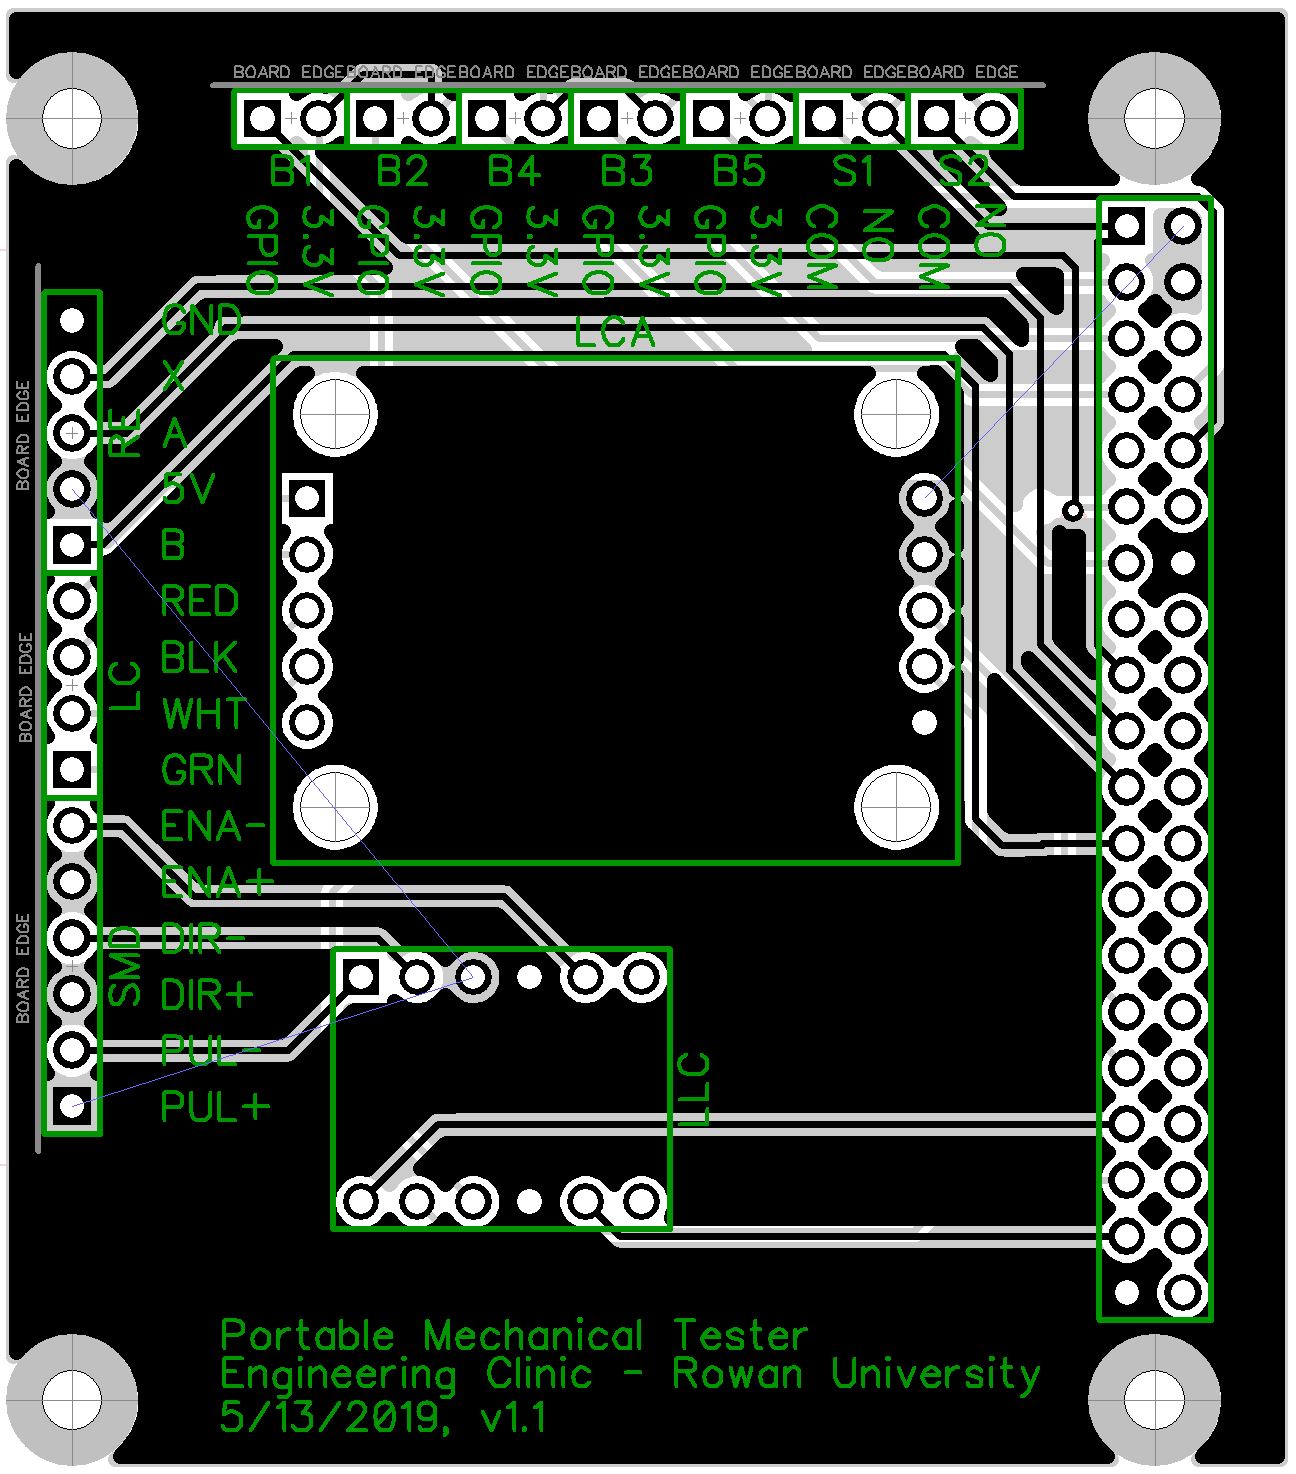 BOARD EDGE BOARD EDGE BOARD EDGE BOARD EDGE BOARD EDGE BOARD EDGE BOARD EDGE
B1 B2 B4 B3 B5 S1 S2
GPIO 3.3V GPIO 3.3V GPIO 3.3V GPIO 3.3V GPIO 3.3V COM NO COM NO
LCA
GND
X
A
5V
B
RE
BOARD EDGE
RED
BLK
WHT
GRN
LC
BOARD EDGE
ENA-
ENA+
DIR-
DIR+
PUL-
PUL+
SMD
BOARD EDGE
LLC
Portable Mechanical Tester
Engineering Clinic - Rowan University
5/13/2019, v1.1